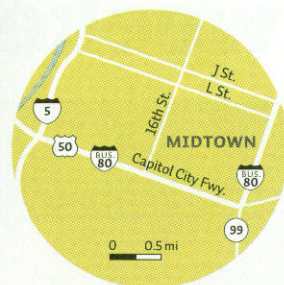 J St.
L St.
16th St.
5
MIDTOWN
50
BUS.
80
Capitol City Fwy.
BUS.
80
99
0 0.5 mi